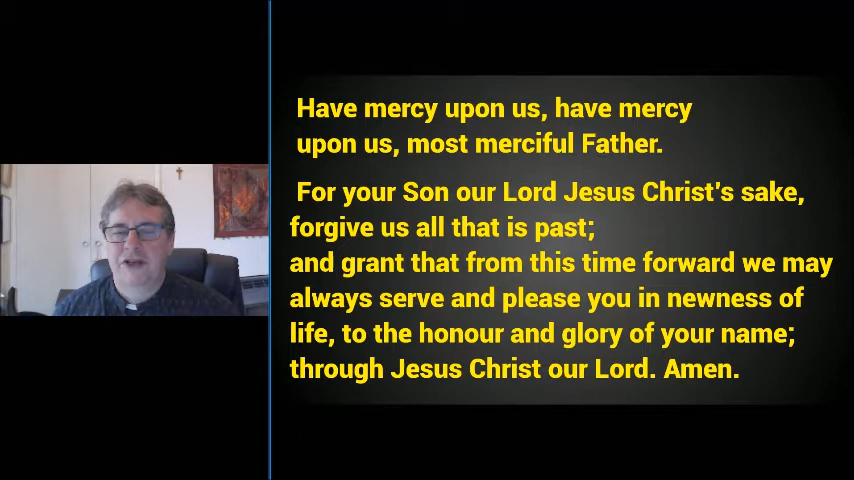 Have mercy upon us, have mercy
upon us, most merciful Father.
For your Son our Lord Jesus Christ's sake,
forgive us all that is past;
and grant that from this time forward we may
always serve and please you in newness of
life, to the honour and glory of your name;
through Jesus Christ our Lord. Amen.